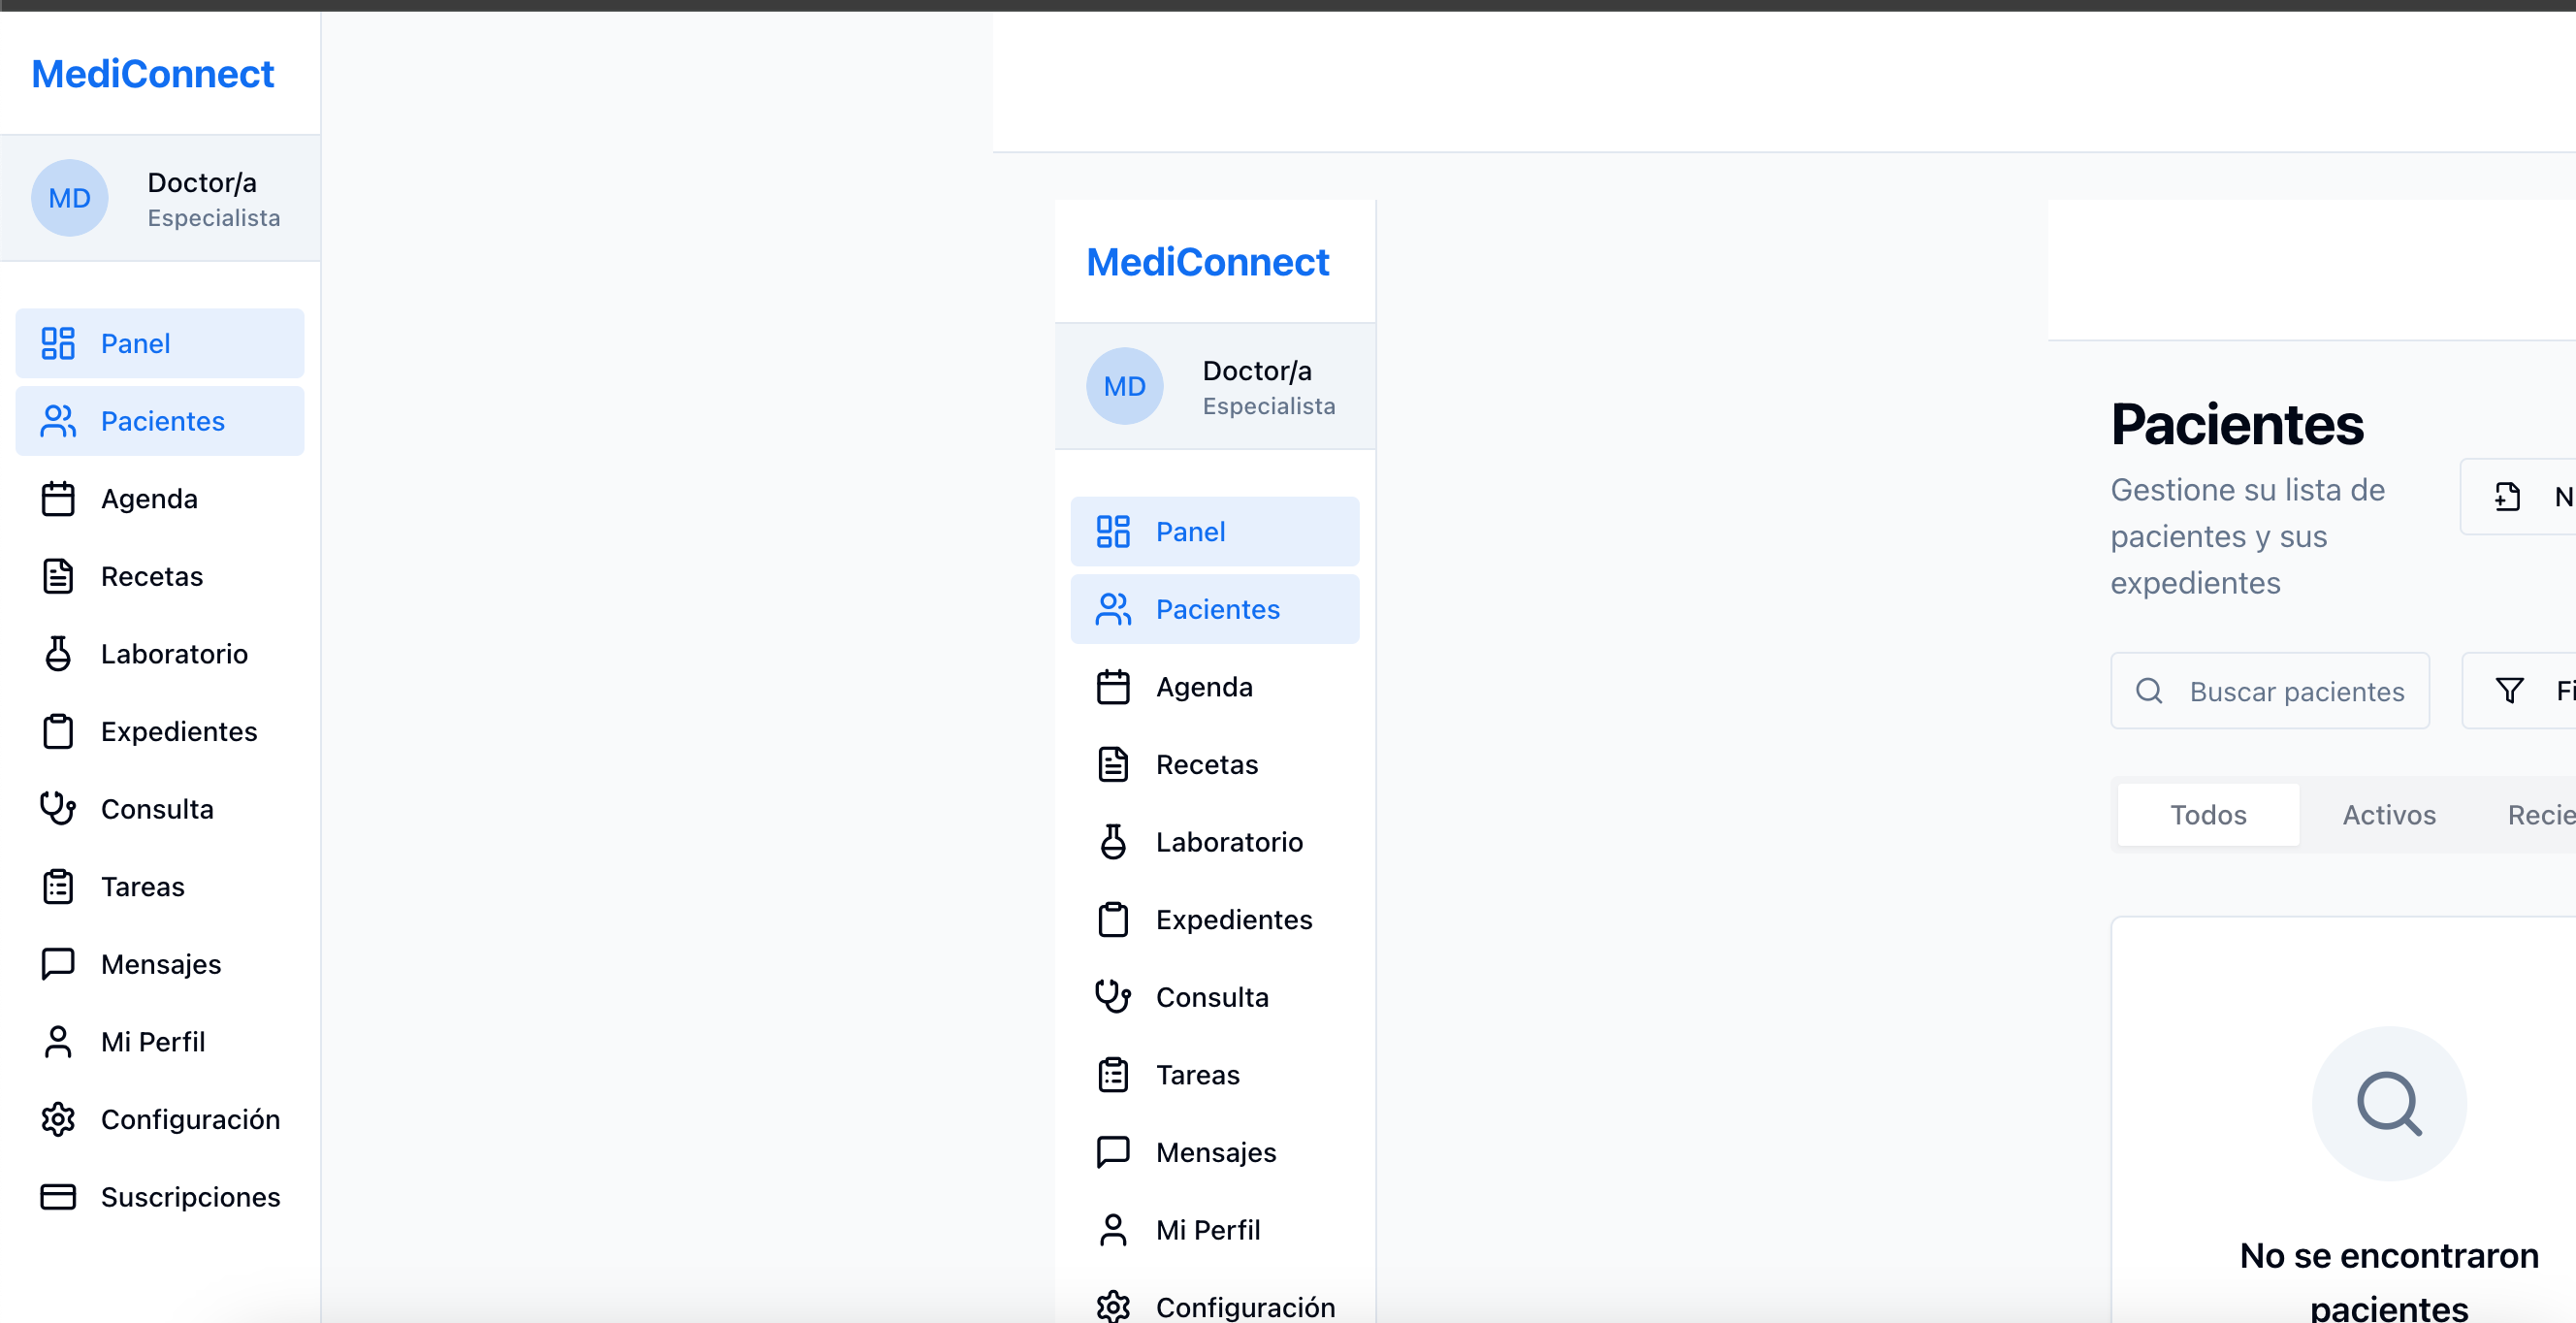 MediConnect
MD
Doctor/a
Especialista
Panel
Pacientes
Agenda
Recetas
Laboratorio
Expedientes
Consulta
Tareas
Mensajes
Mi Perfil
Configuración
Suscripciones
MediConnect
MD
Doctor/a
Especialista
Panel
Pacientes
Agenda
Recetas
Laboratorio
Expedientes
Consulta
Tareas
Mensajes
Mi Perfil
Configuración
Pacientes
Gestione su lista de
pacientes y sus
expedientes
Buscar pacientes
Todos Activos
No se encontraron
pacientes